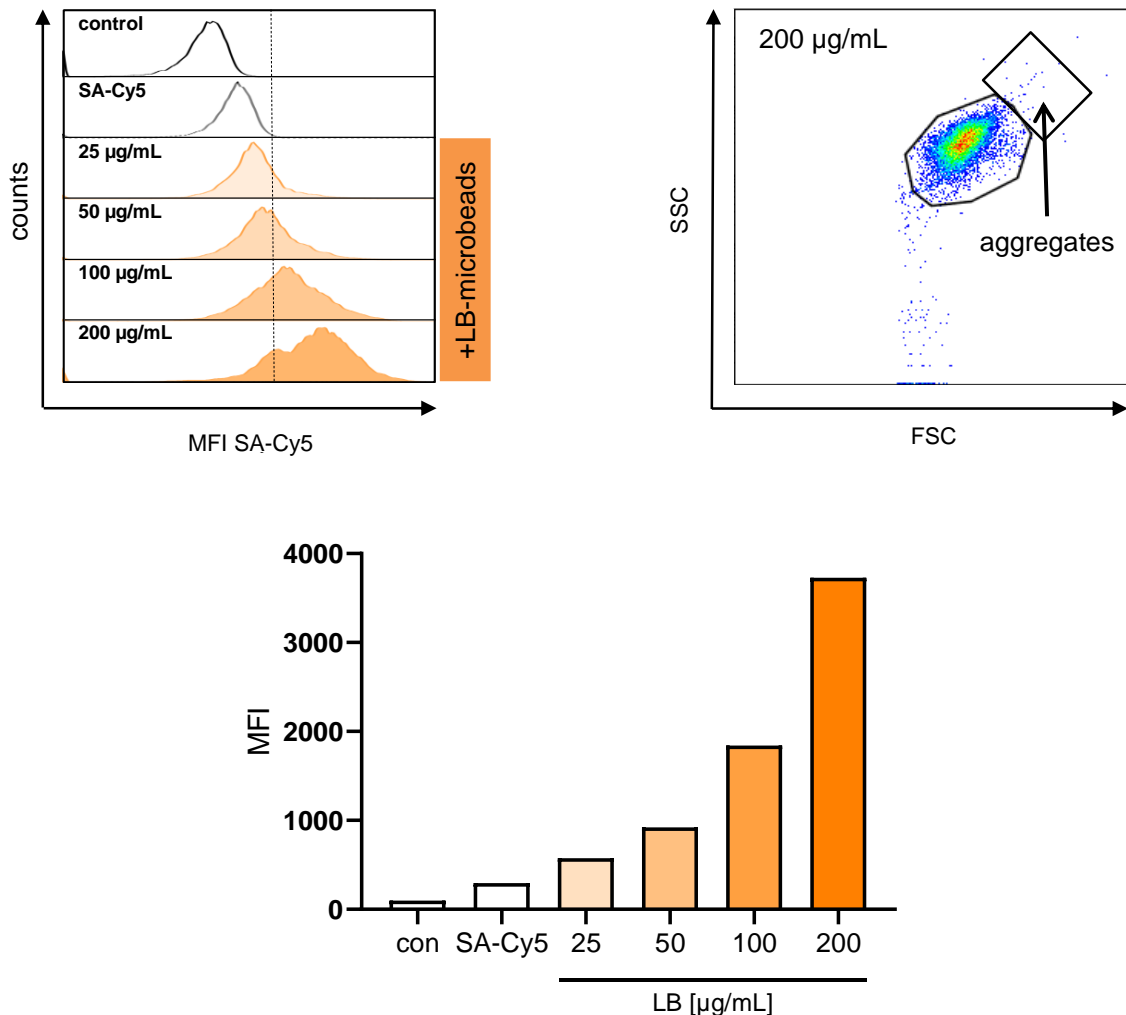 control
SA-Cy5
25 µg/mL
50 µg/mL
100 µg/mL
200 µg/mL
counts
MFI SA-Cy5
+LB-microbeads
200 µg/mL
aggregates
SSC
FSC
4000
3000
2000
1000
0
MFI
con SA-Cy5 25 50 100 200
LB [µg/mL]